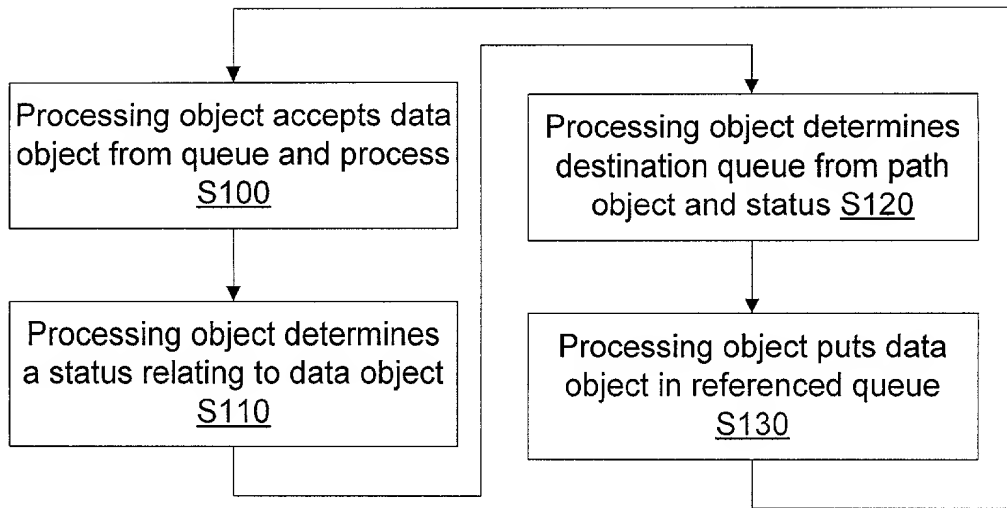 Processing object accepts data
object from queue and process
S100
Processing object determines
a status relating to data object
S110
Processing object determines
destination queue from path
object and status S120
Processing object puts data
object in referenced queue
S130